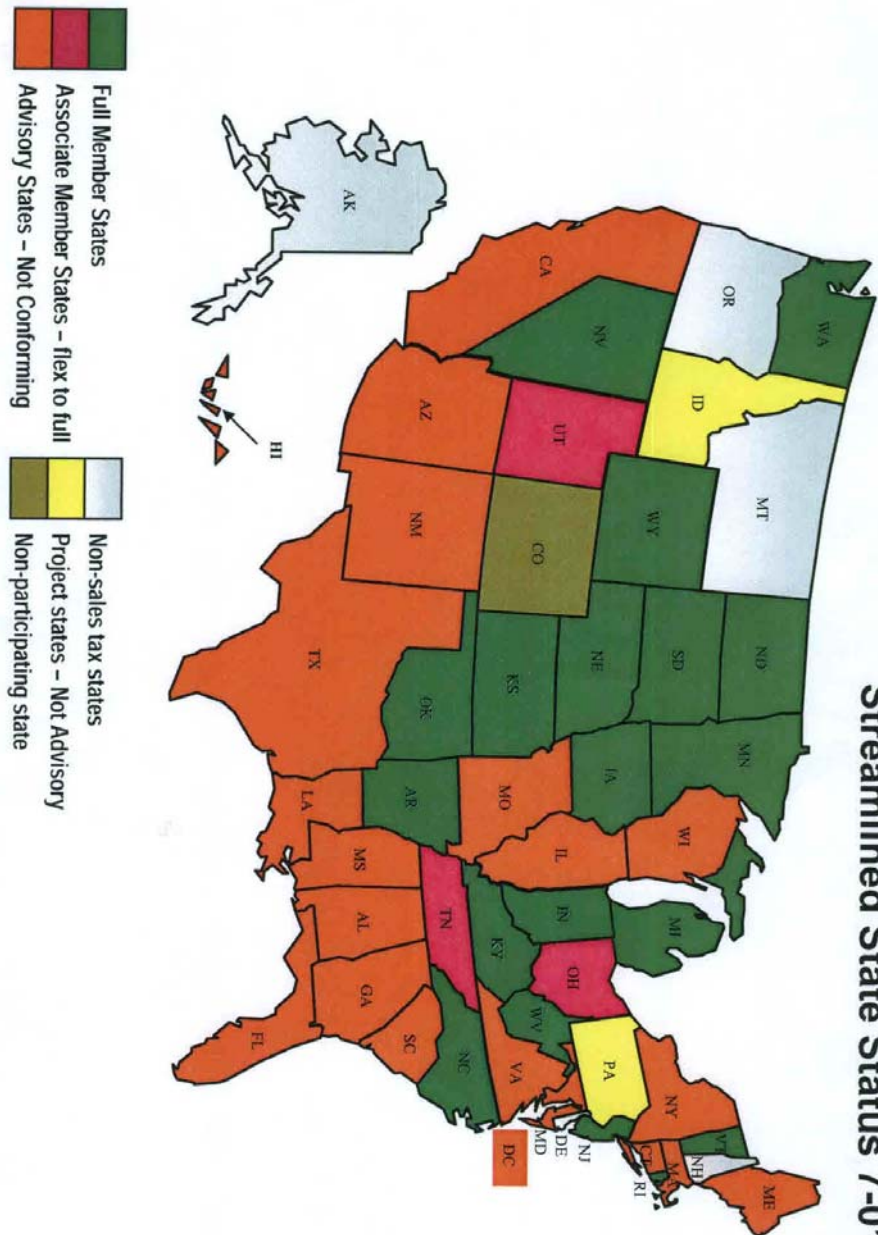 Streamlined State Status 7-0
WA
MT
ND
MN
ME
OR
ID
SD
WI
VT
NH
WY
MI
NY
MA
CT
RI
NV
NE
IA
PA
NJ
UT
IL
IN
OH
DE
CA
CO
KS
MO
WV
MD
KY
VA
DC
AZ
NM
OK
AR
TN
NC
TX
LA
MS
AL
GA
SC
AK
HI
FL
Full Member States
Associate Member States – flex to full
Advisory States – Not Conforming
Non-sales tax states
Project states – Not Advisory
Non-participating state